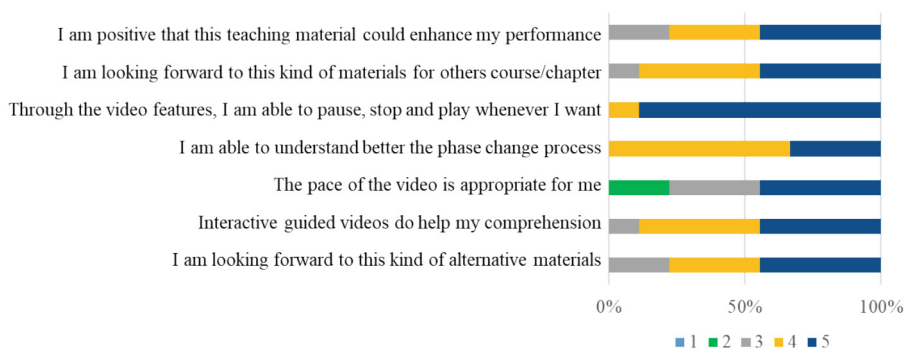 I am positive that this teaching material could enhance my performance
I am looking forward to this kind of materials for others course/chapter
Through the video features, I am able to pause, stop and play whenever I want
I am able to understand better the phase change process
The pace of the video is appropriate for me
Interactive guided videos do help my comprehension
I am looking forward to this kind of alternative materials
0% 50% 100%
1 2 3 4 5